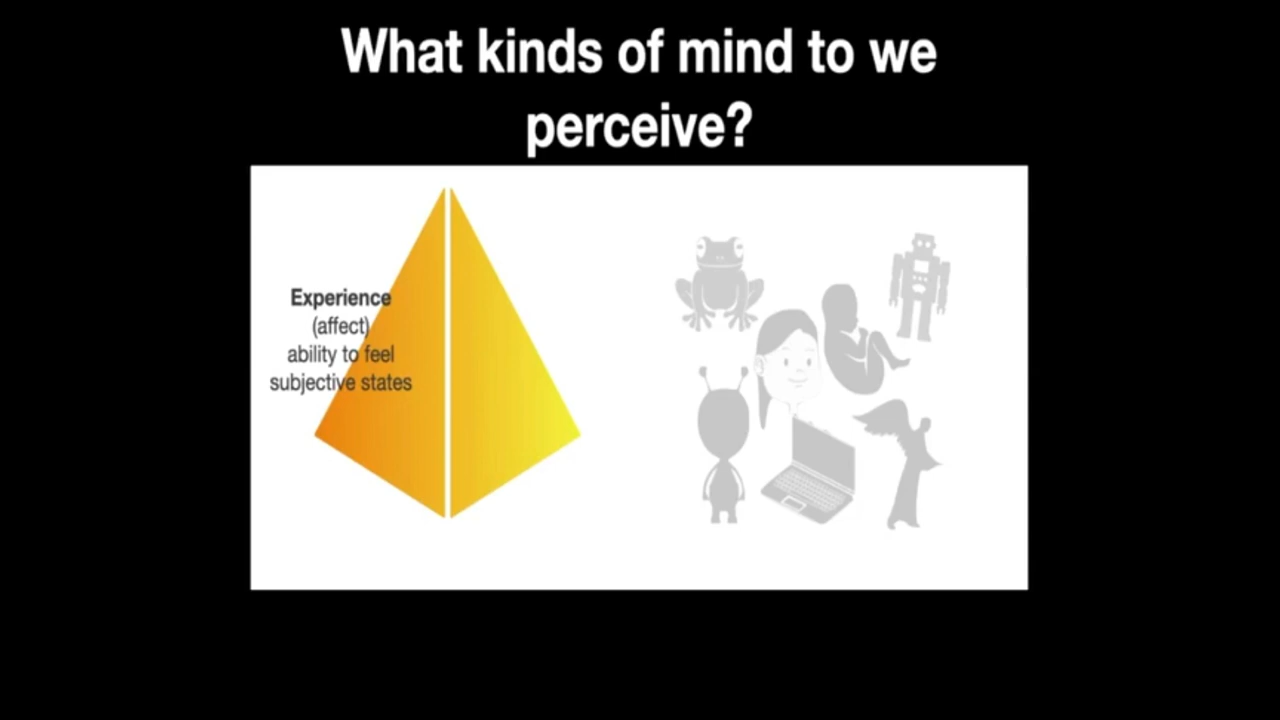 What kinds of mind to we
perceive?
Experience
(affect)
ability to feel
subjective states